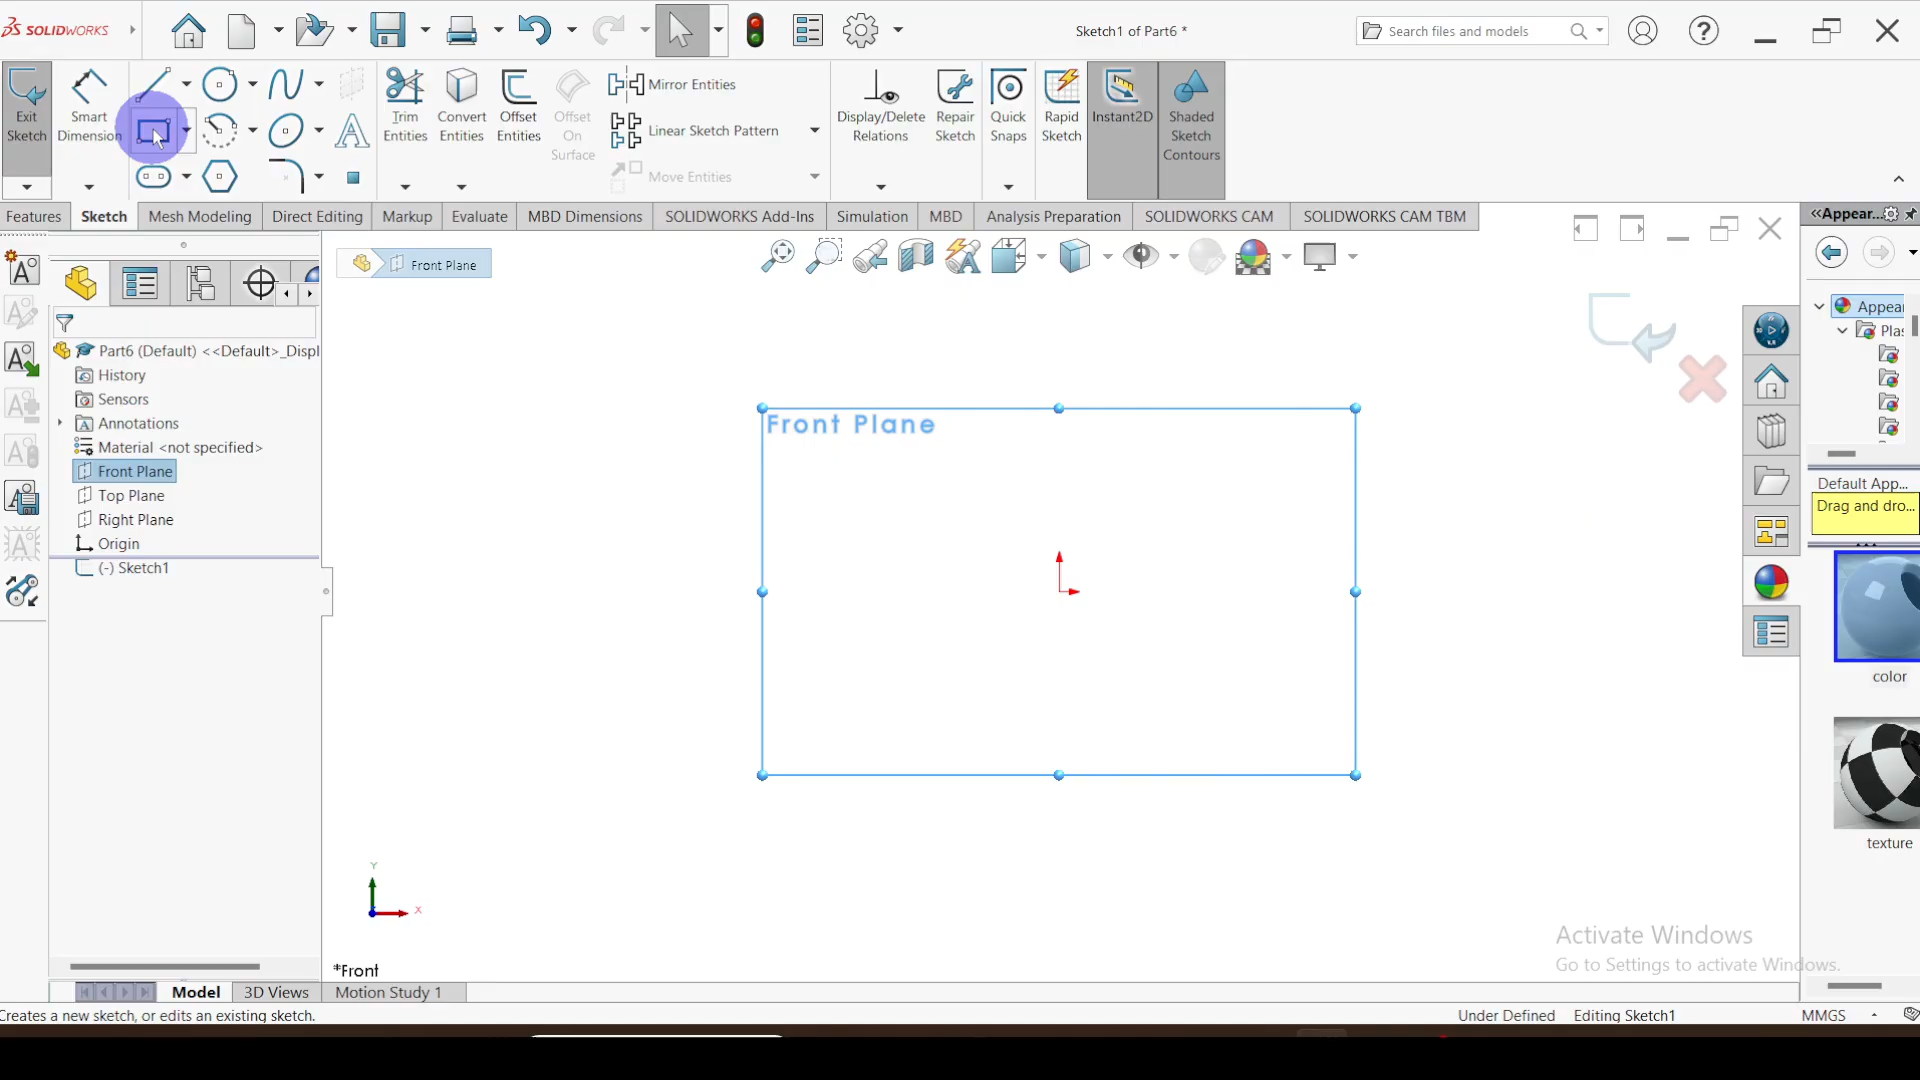 SOLIDWORKS
Sketch1 of Part6 *
Search files and models
Exit Sketch
Smart Dimension
Trim Entities
Convert Entities
Offset Entities
Offset On Surface
Mirror Entities
Linear Sketch Pattern
Move Entities
Display/Delete Relations
Repair Sketch
Quick Snaps
Rapid Sketch
Instant2D
Shaded Sketch Contours
Features
Sketch
Mesh Modeling
Direct Editing
Markup
Evaluate
MBD Dimensions
SOLIDWORKS Add-Ins
Simulation
MBD
Analysis Preparation
SOLIDWORKS CAM
SOLIDWORKS CAM TBM
«Appear...
Front Plane
Appear
Plas
Part6 (Default) <<Default>_Displ
History
Sensors
Annotations
Material <not specified>
Front Plane
Top Plane
Right Plane
Origin
(-) Sketch1
Front Plane
Default App...
Drag and dro...
color
texture
Y
X
*Front
Activate Windows
Go to Settings to activate Windows.
Model
3D Views
Motion Study 1
Creates a new sketch, or edits an existing sketch.
Under Defined
Editing Sketch1
MMGS